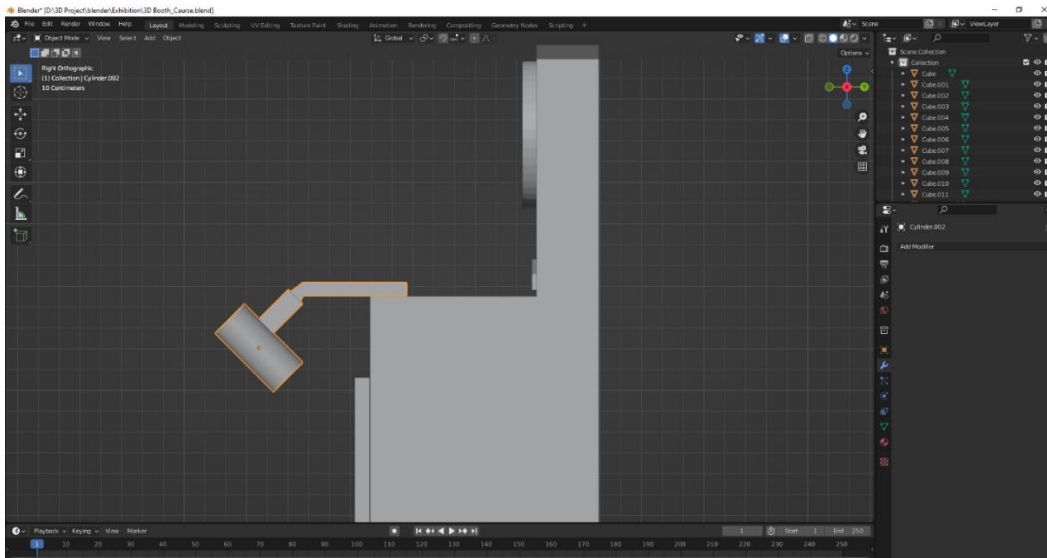 Blender* [D:\3D Project\blender\Exhibition\3D Booth_Caurse.blend]
File Edit Render Window Help Layout Modeling Sculpting UV Editing Texture Paint Shading Animation Rendering Compositing Geometry Nodes Scripting + Scene ViewLayer
Object Mode View Select Add Object Global
Options
Right Orthographic
(1) Collection | Cylinder.002
10 Centimeters
Scene Collection
Collection
Cube
Cube.001
Cube.002
Cube.003
Cube.004
Cube.005
Cube.006
Cube.007
Cube.008
Cube.009
Cube.010
Cube.011
Cylinder.002
Add Modifier
Playback Keying View Marker 1 Start 1 End 250
1 10 20 30 40 50 60 70 80 90 100 110 120 130 140 150 160 170 180 190 200 210 220 230 240 250
X
Y
Z